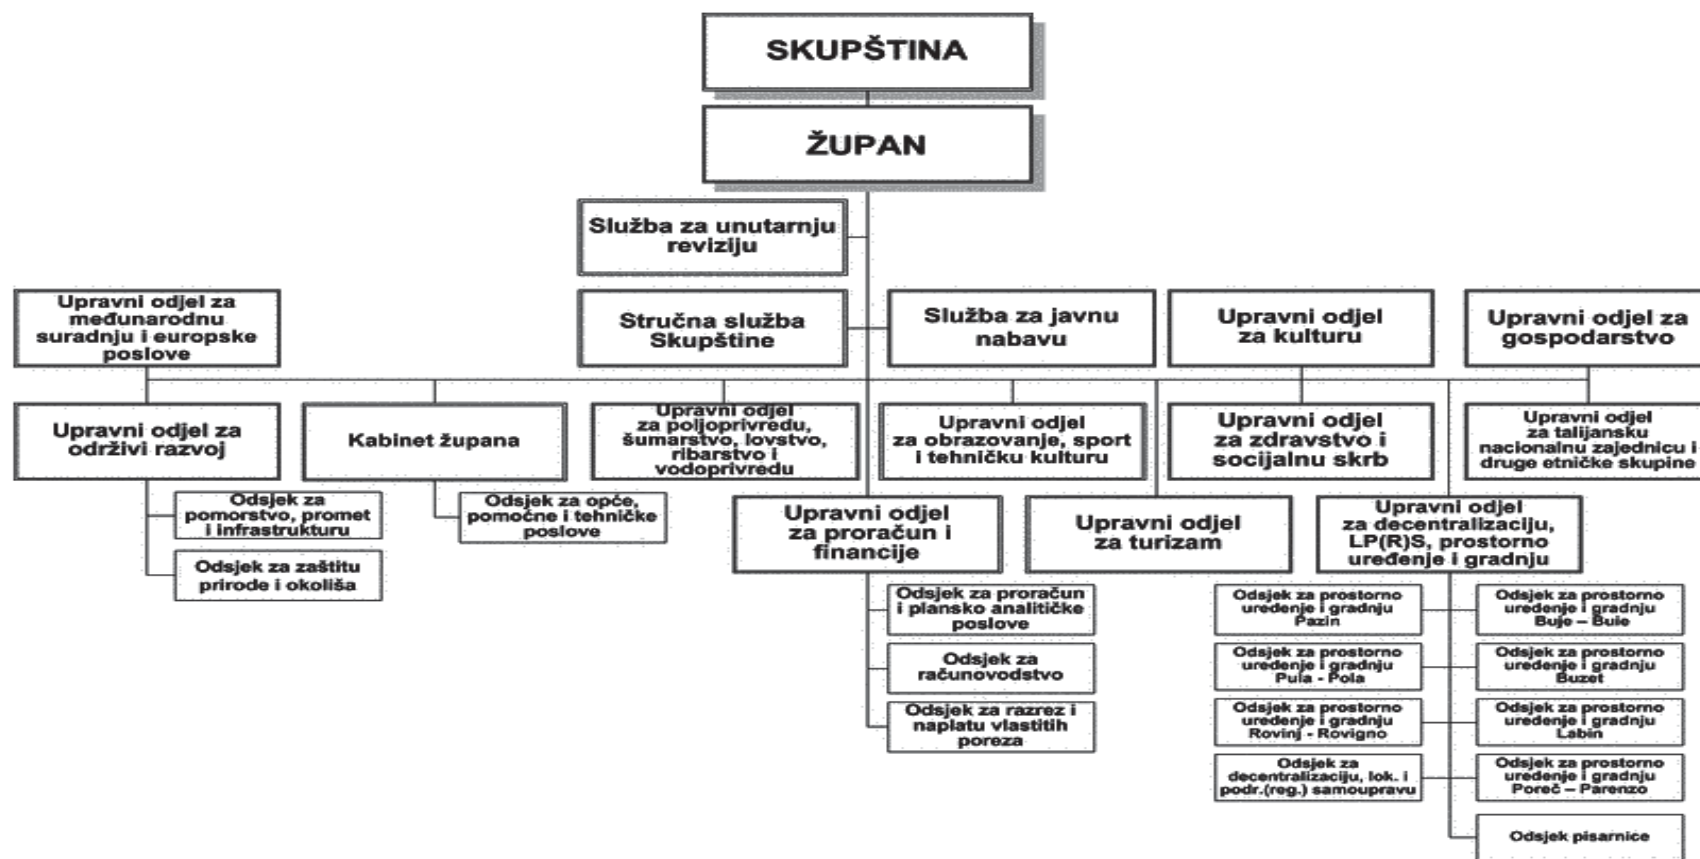 SKUPŠTINA
ŽUPAN
Služba za unutarnju
reviziju
Upravni odjel za
međunarodnu
suradnju i europske
poslove
Stručna služba
Skupštine
Služba za javnu
nabavu
Upravni odjel
za kulturu
Upravni odjel za
gospodarstvo
Upravni odjel za
održivi razvoj
Kabinet župana
Upravni odjel
za poljoprivredu,
šumarstvo, lovstvo,
ribarstvo i
vodoprivredu
Upravni odjel
za obrazovanje, sport
i tehničku kulturu
Upravni odjel
za zdravstvo i
socijalnu skrb
Upravni odjel
za talijansku
nacionalnu zajednicu i
druge etničke skupine
Odsjek za
pomorstvo, promet
i infrastrukturu
Odsjek za zaštitu
prirode i okoliša
Odsjek za opće,
pomoćne i tehničke
poslove
Upravni odjel
za proračun i
financije
Upravni odjel
za turizam
Upravni odjel
za decentralizaciju,
LP(R)S, prostorno
uređenje i gradnju
Odsjek za proračun
i plansko analitičke
poslove
Odsjek za
računovodstvo
Odsjek za razrez i
naplatu vlastitih
poreza
Odsjek za prostorno
uređenje i gradnju
Pazin
Odsjek za prostorno
uređenje i gradnju
Buje – Buie
Odsjek za prostorno
uređenje i gradnju
Pula - Pola
Odsjek za prostorno
uređenje i gradnju
Buzet
Odsjek za prostorno
uređenje i gradnju
Rovinj - Rovigno
Odsjek za prostorno
uređenje i gradnju
Labin
Odsjek za
decentralizaciju, lok. i
podr.(reg.) samoupravu
Odsjek za prostorno
uređenje i gradnju
Poreč – Parenzo
Odsjek pisarnice